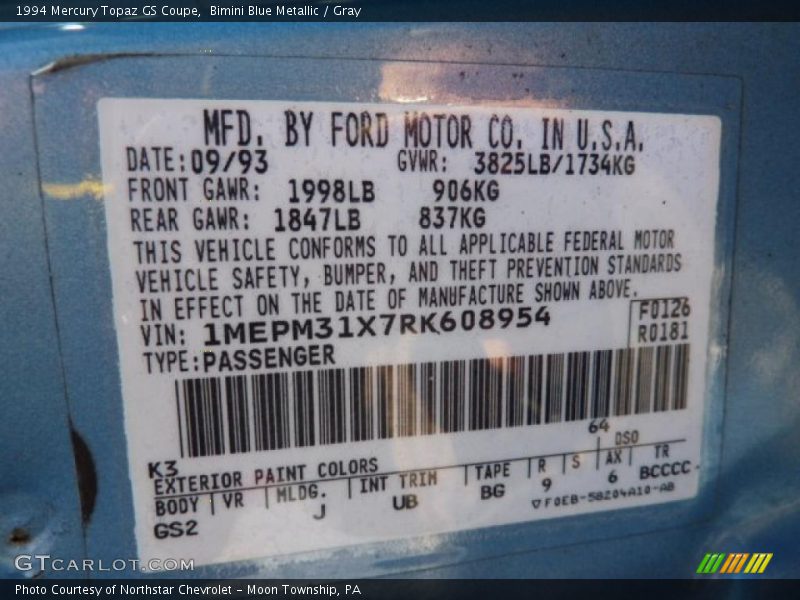 1994 Mercury Topaz GS Coupe,  Bimini Blue Metallic / Gray
MFD. BY FORD MOTOR CO. IN U.S.A.
DATE: 09/93 GVWR: 3825LB/1734KG
FRONT GAWR: 1998LB 906KG
REAR GAWR: 1847LB 837KG
THIS VEHICLE CONFORMS TO ALL APPLICABLE FEDERAL MOTOR
VEHICLE SAFETY, BUMPER, AND THEFT PREVENTION STANDARDS
IN EFFECT ON THE DATE OF MANUFACTURE SHOWN ABOVE.
VIN: 1MEPM31X7RK608954 F0126
TYPE: PASSENGER R0181
64
K3 DSO
EXTERIOR PAINT COLORS
BODY VR MLDG. INT TRIM TAPE R S AX TR
GS2 J UB BG 9 6 BCCCC
F0EB-5B204A10-AB
GTCARLOT.COM
Photo Courtesy of Northstar Chevrolet - Moon Township, PA